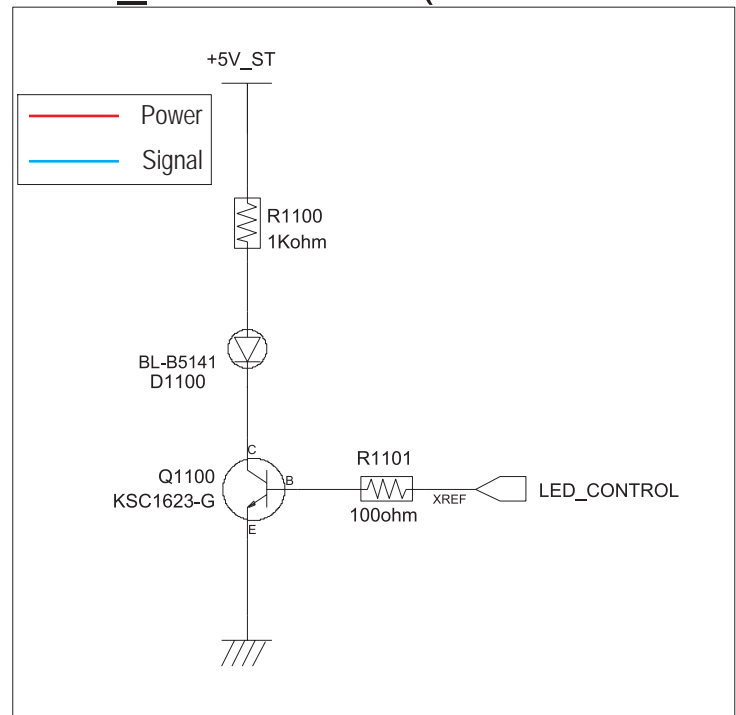 +5V_ST
Power
Signal
R1100
1Kohm
BL-B5141
D1100
C
Q1100
KSC1623-G
B
E
R1101
100ohm
XREF
LED_CONTROL